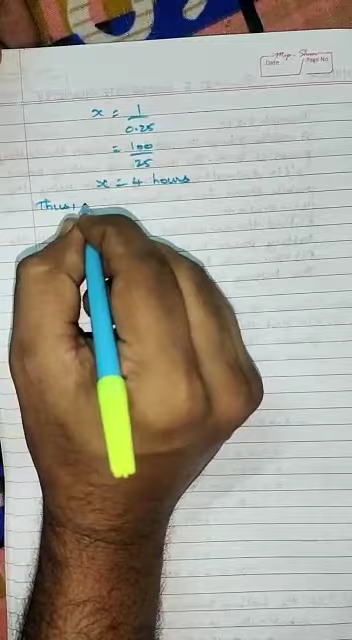 Date
Page No
x = 1
0.25
= 100
25
x = 4 hours
Thus,